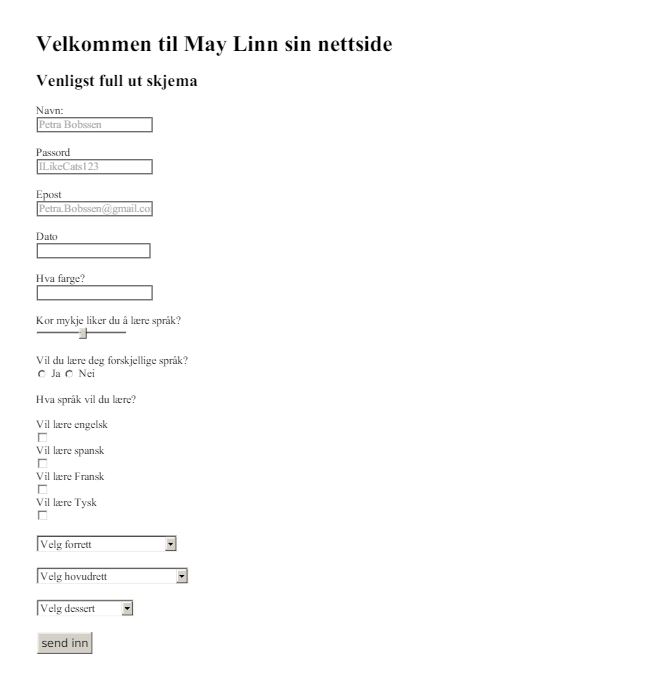 Velkommen til May Linn sin nettside
Venligst full ut skjema
Navn:
Petra Bobssen
Passord
ILikeCats123
Epost
Petra.Bobssen@gmail.co
Dato
Hva farge?
Kor mykje liker du å lære språk?
Vil du lære deg forskjellige språk?
Ja Nei
Hva språk vil du lære?
Vil lære engelsk
Vil lære spansk
Vil lære Fransk
Vil lære Tysk
Velg forrett
Velg hovudrett
Velg dessert
send inn